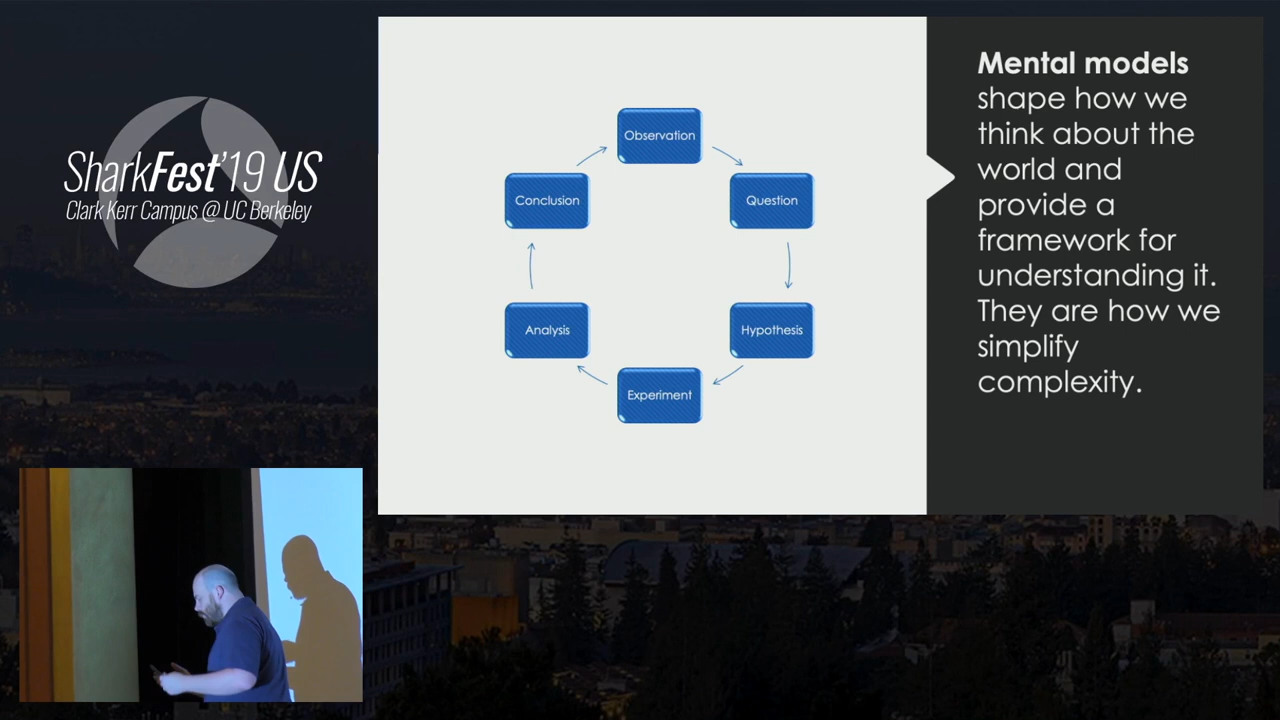 SharkFest'19 US
Clark Kerr Campus @ UC Berkeley
Observation
Question
Hypothesis
Experiment
Analysis
Conclusion
Mental models
shape how we
think about the
world and
provide a
framework for
understanding it.
They are how we
simplify
complexity.